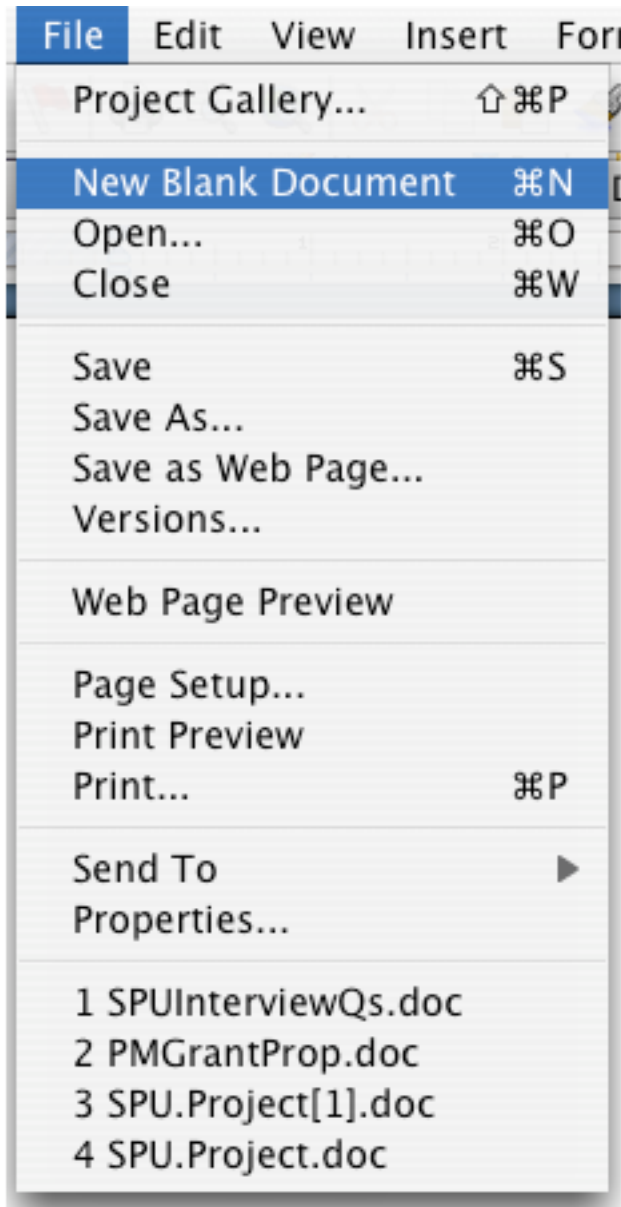 File Edit View Insert
Project Gallery... ⇧⌘P
New Blank Document ⌘N
Open... ⌘O
Close ⌘W
Save ⌘S
Save As...
Save as Web Page...
Versions...
Web Page Preview
Page Setup...
Print Preview
Print... ⌘P
Send To ▶
Properties...
1 SPUInterviewQs.doc
2 PMGrantProp.doc
3 SPU.Project[1].doc
4 SPU.Project.doc